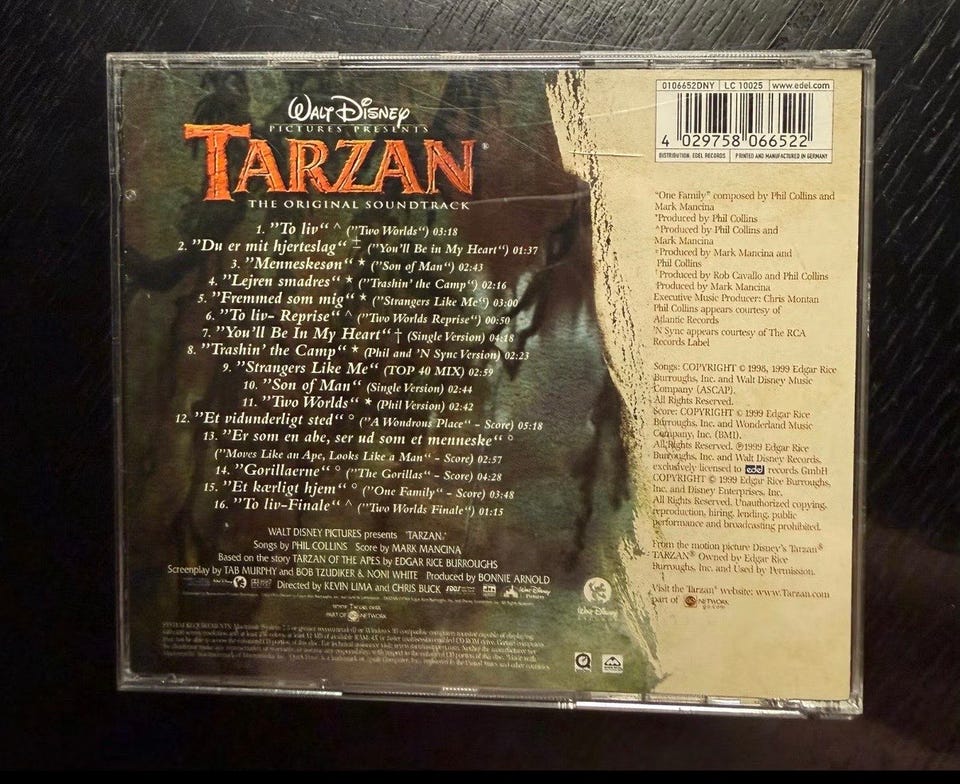 WALT DISNEY
PICTURES PRESENTS
TARZAN®
THE ORIGINAL SOUNDTRACK
1. ”To liv“ ^ (”Two Worlds“) 03:18
2. ”Du er mit hjerteslag“ ‡ (”You'll Be in My Heart“) 01:37
3. ”Menneskesøn“ * (”Son of Man“) 02:43
4. ”Lejren smadres“ * (”Trashin' the Camp“) 02:16
5. ”Fremmed som mig“ * (”Strangers Like Me“) 03:00
6. ”To liv- Reprise“ ^ (”Two Worlds Reprise“) 00:50
7. ”You'll Be In My Heart“ † (Single Version) 04:18
8. ”Trashin' the Camp“ * (Phil and 'N Sync Version) 02:23
9. ”Strangers Like Me“ (TOP 40 MIX) 02:59
10. ”Son of Man“ (Single Version) 02:44
11. ”Two Worlds“ * (Phil Version) 02:42
12. ”Et vidunderligt sted“ ° (”A Wondrous Place“ – Score) 05:18
13. ”Er som en abe, ser ud som et menneske“ °
(”Moves Like an Ape, Looks Like a Man“ – Score) 02:57
14. ”Gorillaerne“ ° (”The Gorillas“ – Score) 04:28
15. ”Et kærligt hjem“ ° (”One Family“ – Score) 03:48
16. ”To liv-Finale“ ^ (”Two Worlds Finale“) 01:15
WALT DISNEY PICTURES presents "TARZAN."
Songs by PHIL COLLINS Score by MARK MANCINA
Based on the story TARZAN OF THE APES by EDGAR RICE BURROUGHS
Screenplay by TAB MURPHY and BOB TZUDIKER & NONI WHITE Produced by BONNIE ARNOLD
Directed by KEVIN LIMA and CHRIS BUCK
www.Tarzan.com
PART OF GO NETWORK
0106652DNY LC 10025 www.edel.com
4 029758 066522
DISTRIBUTION: EDEL RECORDS PRINTED AND MANUFACTURED IN GERMANY
"One Family" composed by Phil Collins and
Mark Mancina
*Produced by Phil Collins
^Produced by Phil Collins and
Mark Mancina
‡Produced by Mark Mancina and
Phil Collins
†Produced by Rob Cavallo and Phil Collins
°Produced by Mark Mancina
Executive Music Producer: Chris Montan
Phil Collins appears courtesy of
Atlantic Records
'N Sync appears courtesy of The RCA
Records Label
Songs: COPYRIGHT © 1998, 1999 Edgar Rice
Burroughs, Inc. and Walt Disney Music
Company (ASCAP).
All Rights Reserved.
Score: COPYRIGHT © 1999 Edgar Rice
Burroughs, Inc. and Wonderland Music
Company, Inc. (BMI).
All Rights Reserved. ℗1999 Edgar Rice
Burroughs, Inc. and Walt Disney Records,
exclusively licensed to edel records GmbH
COPYRIGHT © 1999 Edgar Rice Burroughs,
Inc. and Disney Enterprises, Inc.
All Rights Reserved. Unauthorized copying,
reproduction, hiring, lending, public
performance and broadcasting prohibited.
From the motion picture Disney's Tarzan®
TARZAN® Owned by Edgar Rice
Burroughs, Inc. and Used by Permission.
Visit the Tarzan® website: www.Tarzan.com
part of GO NETWORK
go.com
Walt Disney